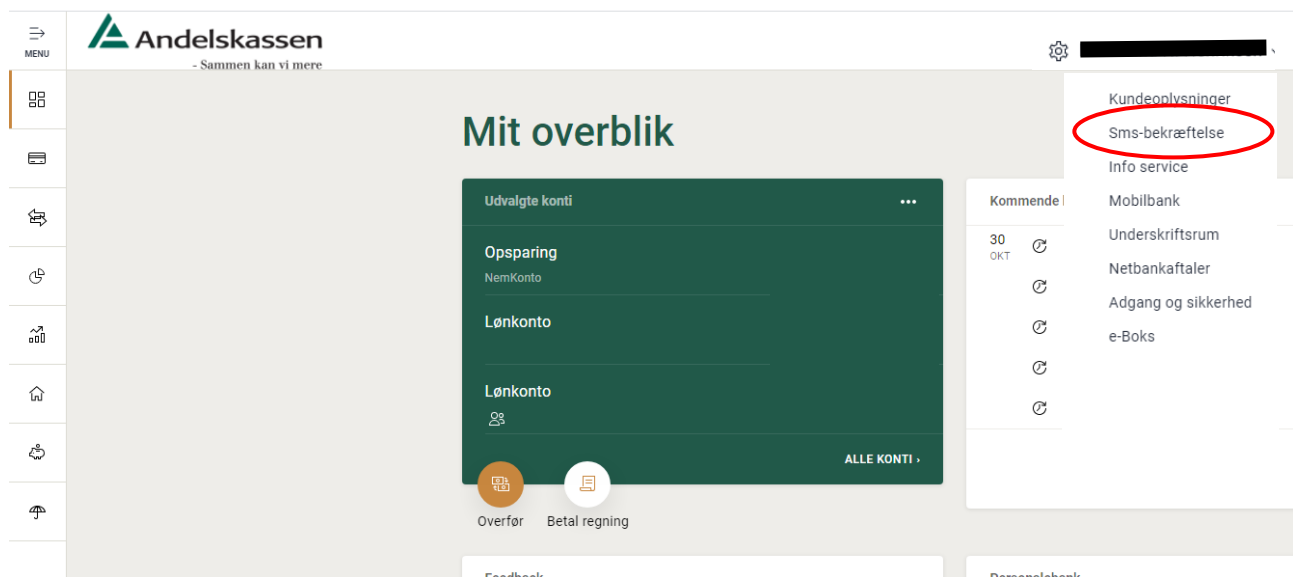 MENU
Andelskassen
- Sammen kan vi mere
Kundeoplysninger
Sms-bekræftelse
Info service
Mobilbank
Underskriftsrum
Netbankaftaler
Adgang og sikkerhed
e-Boks
Mit overblik
Udvalgte konti
Opsparing
NemKonto
Lønkonto
Lønkonto
ALLE KONTI ›
Overfør
Betal regning
Kommende
30
OKT
Feedback